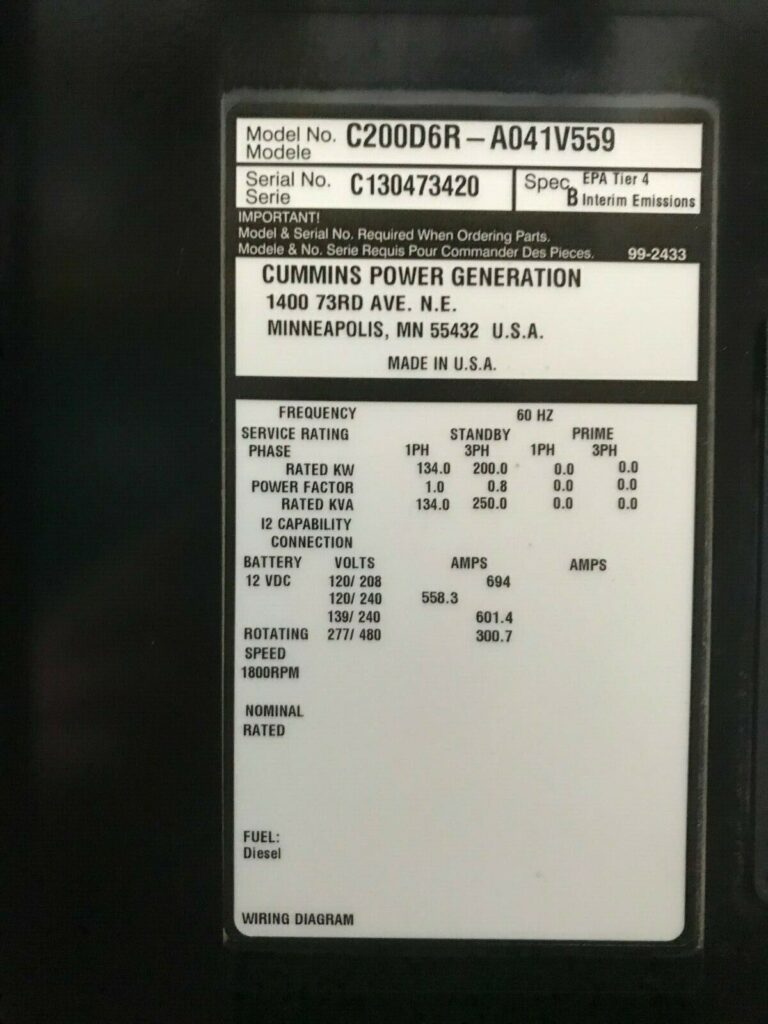 Model No. C200D6R-A041V559
Modele
Serial No. C130473420
Serie
Spec. EPA Tier 4
B Interim Emissions
IMPORTANT!
Model & Serial No. Required When Ordering Parts.
Modele & No. Serie Requis Pour Commander Des Pieces. 99-2433
CUMMINS POWER GENERATION
1400 73RD AVE. N.E.
MINNEAPOLIS, MN 55432 U.S.A.
MADE IN U.S.A.
FREQUENCY 60 HZ
SERVICE RATING STANDBY PRIME
PHASE 1PH 3PH 1PH 3PH
RATED KW 134.0 200.0 0.0 0.0
POWER FACTOR 1.0 0.8 0.0 0.0
RATED KVA 134.0 250.0 0.0 0.0
I2 CAPABILITY
CONNECTION
BATTERY VOLTS AMPS AMPS
12 VDC 120/ 208 694
120/ 240 558.3
139/ 240 601.4
ROTATING 277/ 480 300.7
SPEED
1800RPM
NOMINAL
RATED
FUEL:
Diesel
WIRING DIAGRAM